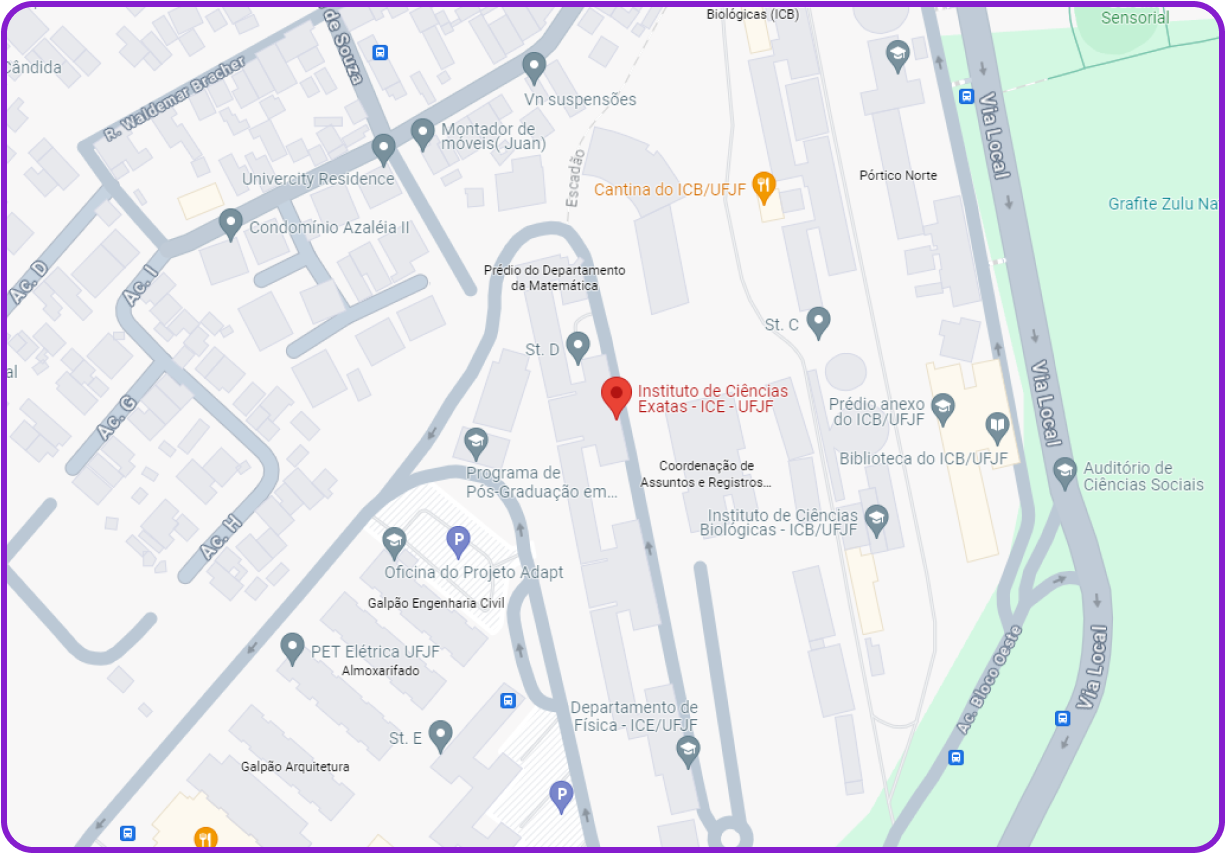 Biológicas (ICB)
Sensorial
de Souza
Cândida
R. Waldemar Bracher
Vn suspensões
Montador de
móveis( Juan)
Via Local
Escadão
Univercity Residence
Cantina do ICB/UFJF
Pórtico Norte
Grafite Zulu Na
Condomínio Azaléia II
Ac. D
Ac. I
Prédio do Departamento
da Matemática
St. C
St. D
al
Instituto de Ciências
Exatas - ICE - UFJF
Via Local
Ac. G
Prédio anexo
do ICB/UFJF
Biblioteca do ICB/UFJF
Coordenação de
Assuntos e Registros...
Auditório de
Ciências Sociais
Programa de
Pós-Graduação em...
Instituto de Ciências
Biológicas - ICB/UFJF
Ac. H
P
Oficina do Projeto Adapt
Galpão Engenharia Civil
PET Elétrica UFJF
Almoxarifado
Ac. Bloco Oeste
Via Local
Departamento de
Física - ICE/UFJF
St. E
Galpão Arquitetura
P